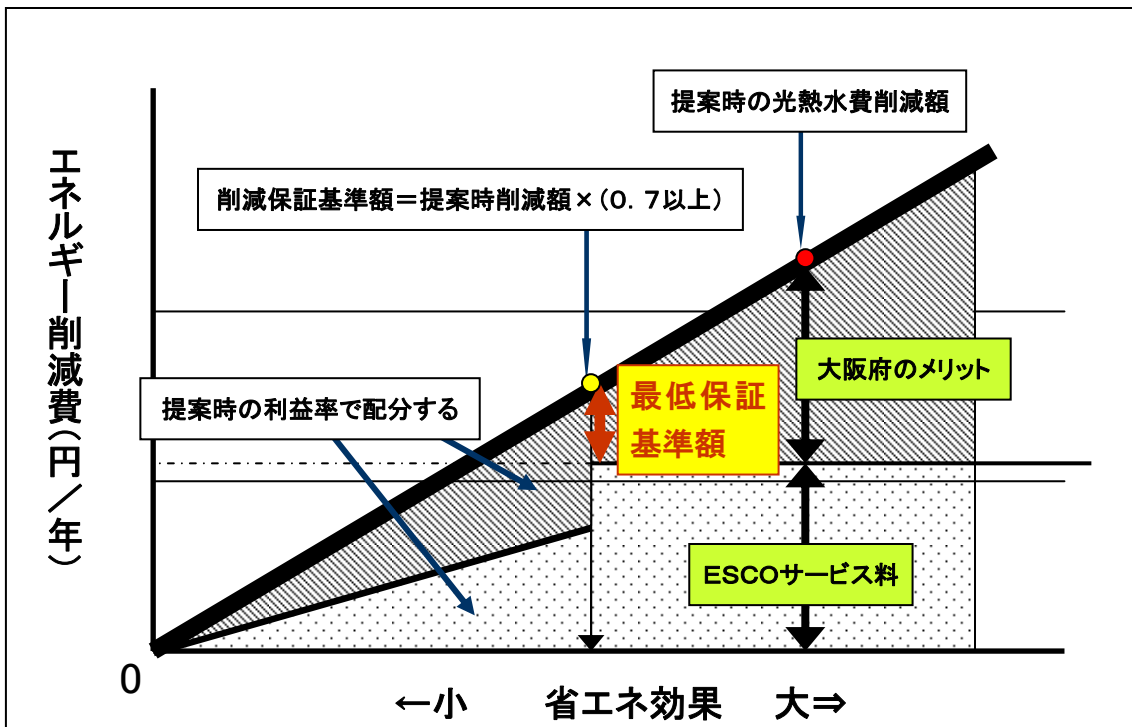 提案時の光熱水費削減額
削減保証基準額＝提案時削減額×（０．７以上）
エネルギー削減費（円／年）
提案時の利益率で配分する
最低保証
基準額
大阪府のメリット
ＥＳＣＯサービス料
0
←小　省エネ効果　大⇒